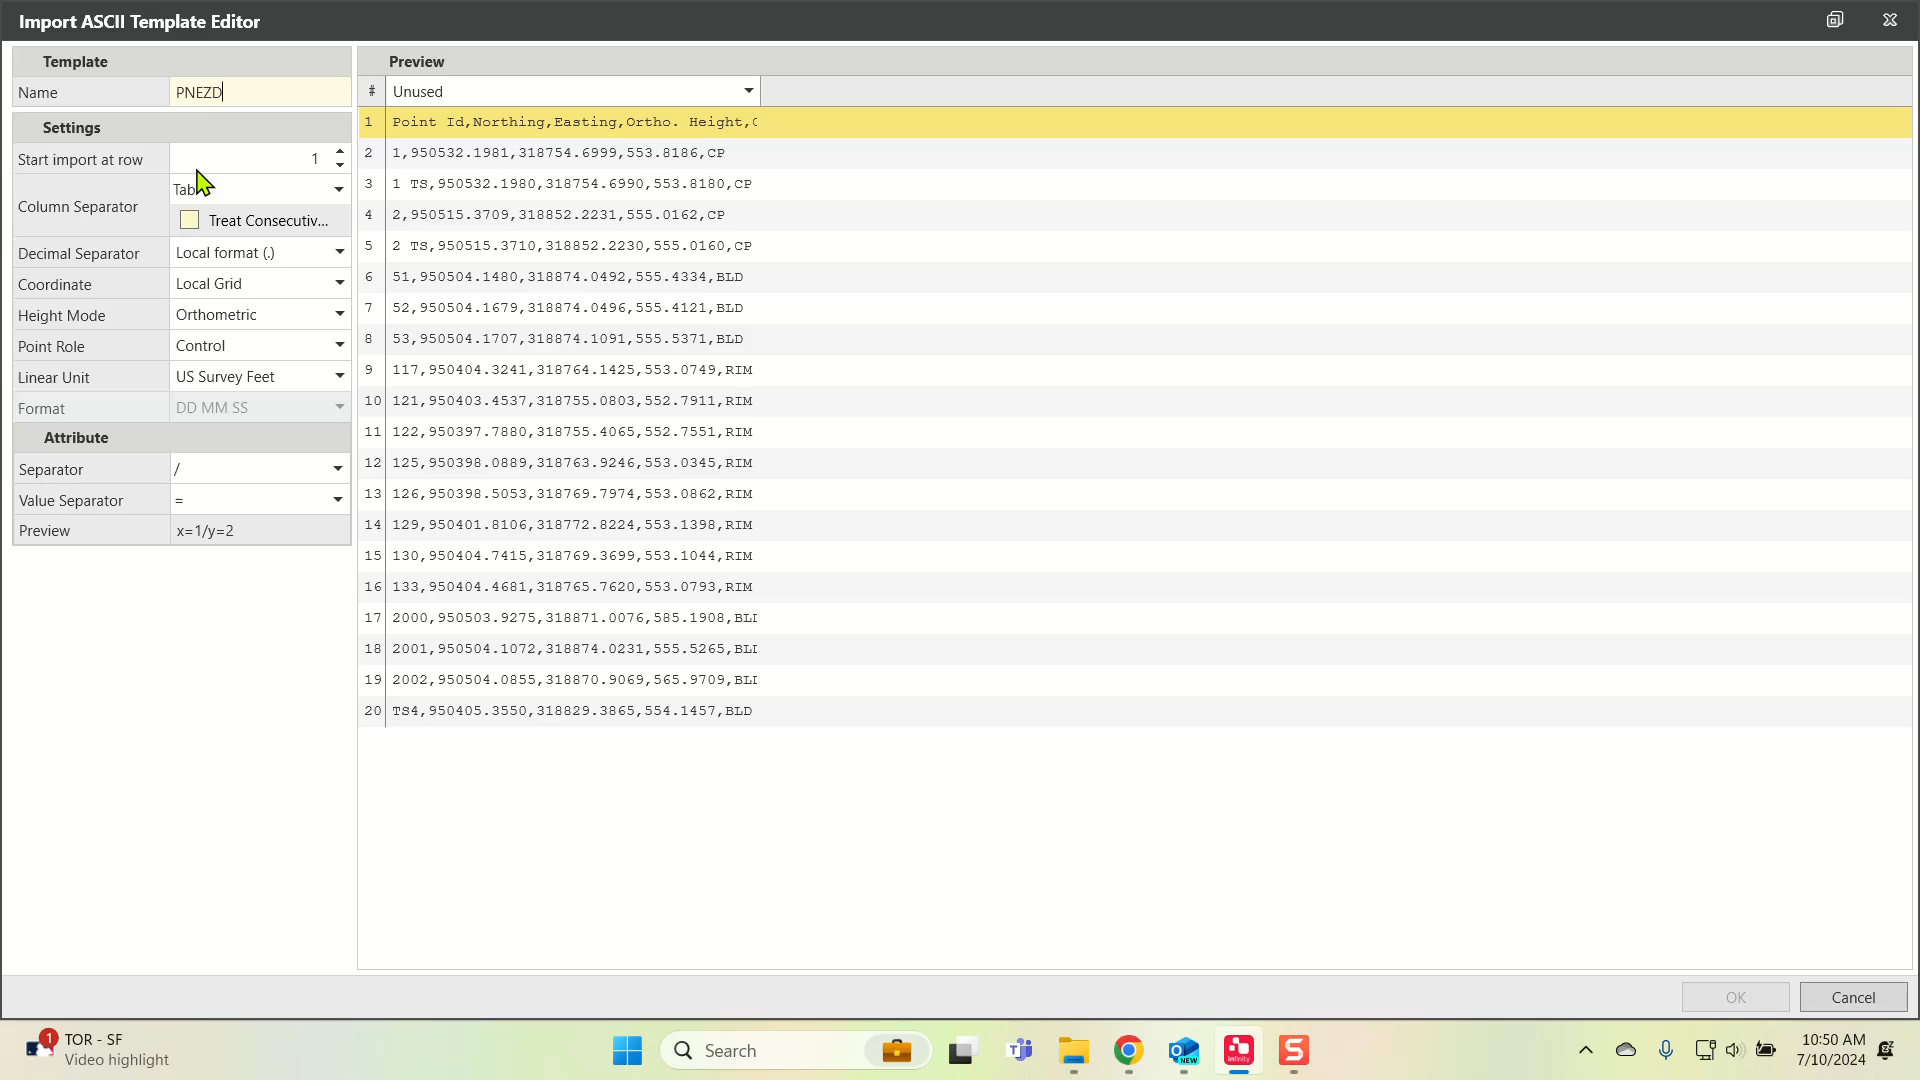 Import ASCII Template Editor
Template
Name
PNEZD
Settings
Start import at row
1
Column Separator
Tab
Treat Consecutiv...
Decimal Separator
Local format (.)
Coordinate
Local Grid
Height Mode
Orthometric
Point Role
Control
Linear Unit
US Survey Feet
Format
DD MM SS
Attribute
Separator
/
Value Separator
=
Preview
x=1/y=2
Preview
#
Unused
1 Point Id,Northing,Easting,Ortho. Height,
2 1,950532.1981,318754.6999,553.8186,CP
3 1 TS,950532.1980,318754.6990,553.8180,CP
4 2,950515.3709,318852.2231,555.0162,CP
5 2 TS,950515.3710,318852.2230,555.0160,CP
6 51,950504.1480,318874.0492,555.4334,BLD
7 52,950504.1679,318874.0496,555.4121,BLD
8 53,950504.1707,318874.1091,555.5371,BLD
9 117,950404.3241,318764.1425,553.0749,RIM
10 121,950403.4537,318755.0803,552.7911,RIM
11 122,950397.7880,318755.4065,552.7551,RIM
12 125,950398.0889,318763.9246,553.0345,RIM
13 126,950398.5053,318769.7974,553.0862,RIM
14 129,950401.8106,318772.8224,553.1398,RIM
15 130,950404.7415,318769.3699,553.1044,RIM
16 133,950404.4681,318765.7620,553.0793,RIM
17 2000,950503.9275,318871.0076,585.1908,BLD
18 2001,950504.1072,318874.0231,555.5265,BLD
19 2002,950504.0855,318870.9069,565.9709,BLD
20 TS4,950405.3550,318829.3865,554.1457,BLD
OK
Cancel
1
TOR - SF
Video highlight
Search
NEW
infinity
S
10:50 AM
7/10/2024